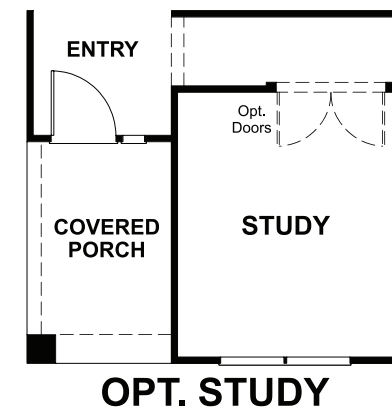 ENTRY
Opt.
Doors
COVERED
PORCH
STUDY
OPT. STUDY